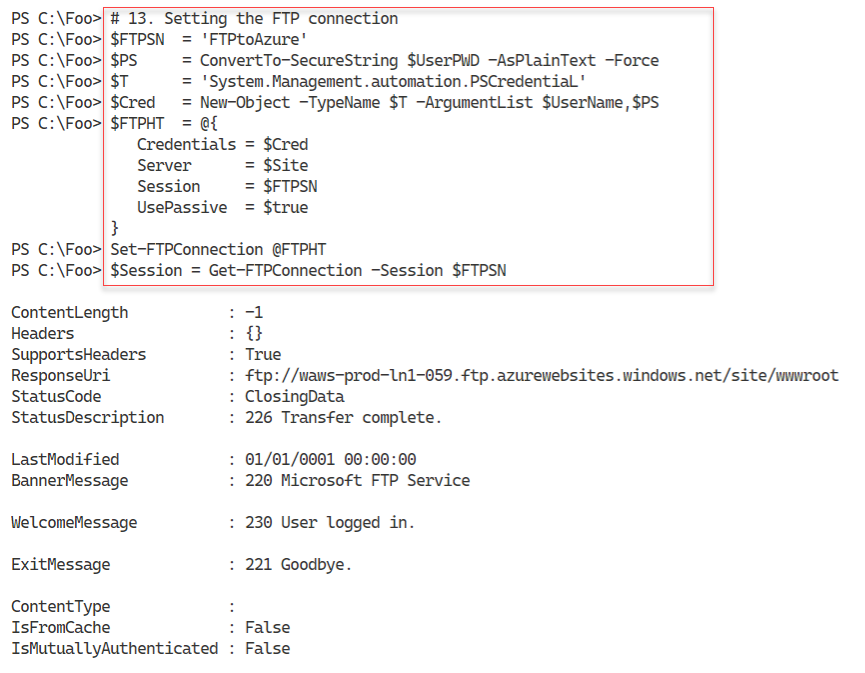 PS C:\Foo> # 13. Setting the FTP connection
PS C:\Foo> $FTPSN  = 'FTPtoAzure'
PS C:\Foo> $PS     = ConvertTo-SecureString $UserPWD -AsPlainText -Force
PS C:\Foo> $T      = 'System.Management.automation.PSCredentiaL'
PS C:\Foo> $Cred   = New-Object -TypeName $T -ArgumentList $UserName,$PS
PS C:\Foo> $FTPHT  = @{
              Credentials = $Cred
              Server      = $Site
              Session     = $FTPSN
              UsePassive  = $true
           }
PS C:\Foo> Set-FTPConnection @FTPHT
PS C:\Foo> $Session = Get-FTPConnection -Session $FTPSN
ContentLength           : -1
Headers                 : {}
SupportsHeaders         : True
ResponseUri             : ftp://waws-prod-ln1-059.ftp.azurewebsites.windows.net/site/wwwroot
StatusCode              : ClosingData
StatusDescription       : 226 Transfer complete.
LastModified            : 01/01/0001 00:00:00
BannerMessage           : 220 Microsoft FTP Service
WelcomeMessage          : 230 User logged in.
ExitMessage             : 221 Goodbye.
ContentType             :
IsFromCache             : False
IsMutuallyAuthenticated : False